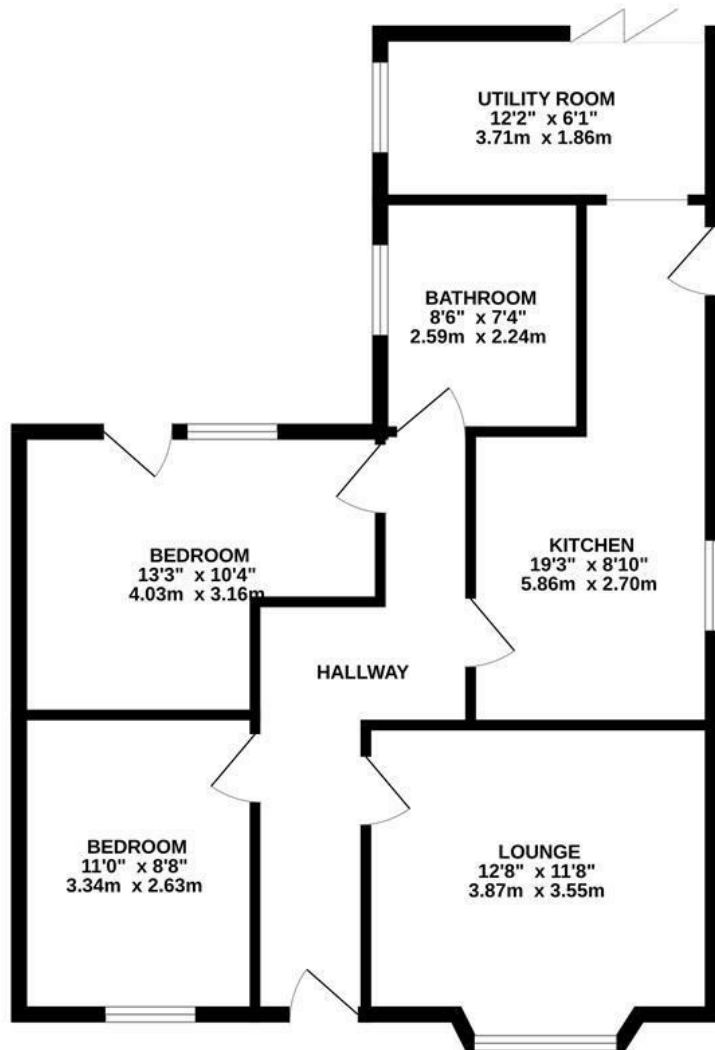 UTILITY ROOM
12'2" x 6'1"
3.71m x 1.86m
BATHROOM
8'6" x 7'4"
2.59m x 2.24m
BEDROOM
13'3" x 10'4"
4.03m x 3.16m
KITCHEN
19'3" x 8'10"
5.86m x 2.70m
HALLWAY
BEDROOM
11'0" x 8'8"
3.34m x 2.63m
LOUNGE
12'8" x 11'8"
3.87m x 3.55m